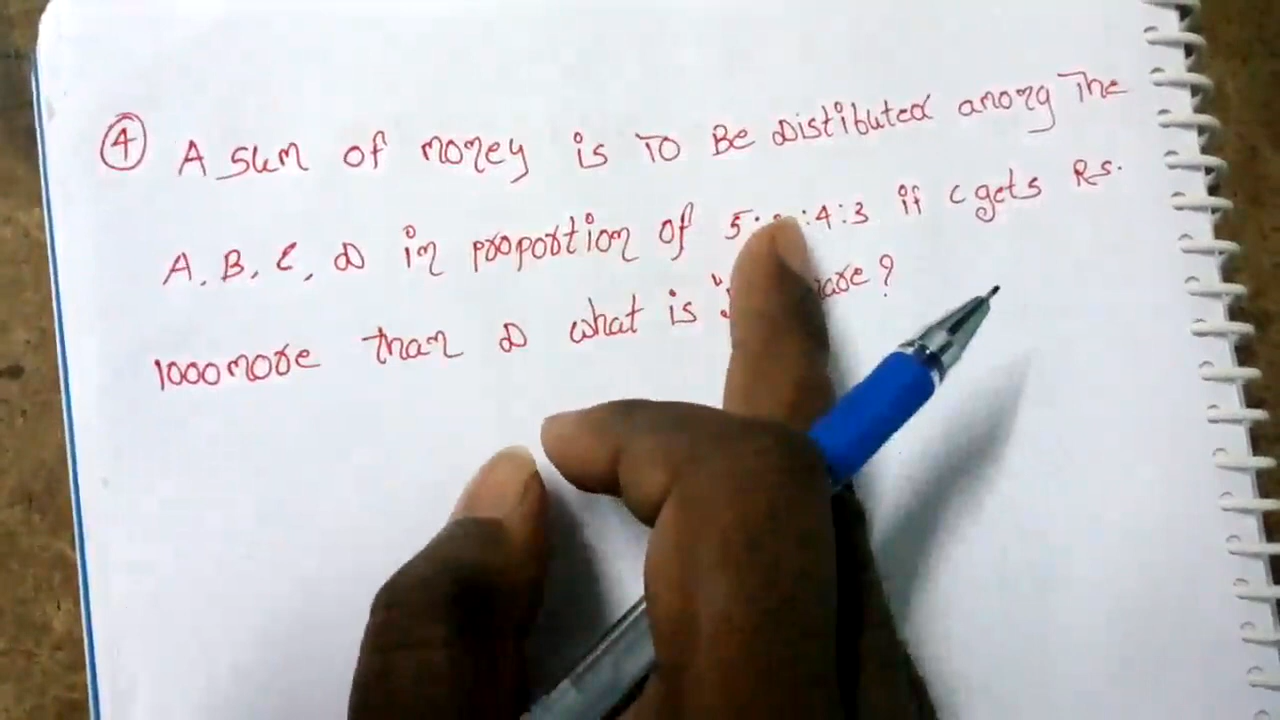 ④ A sum of money is To Be Distibuted among The
A, B, C, D in proportion of 5: :4:3 if C gets Rs.
1000 more than D what is ?